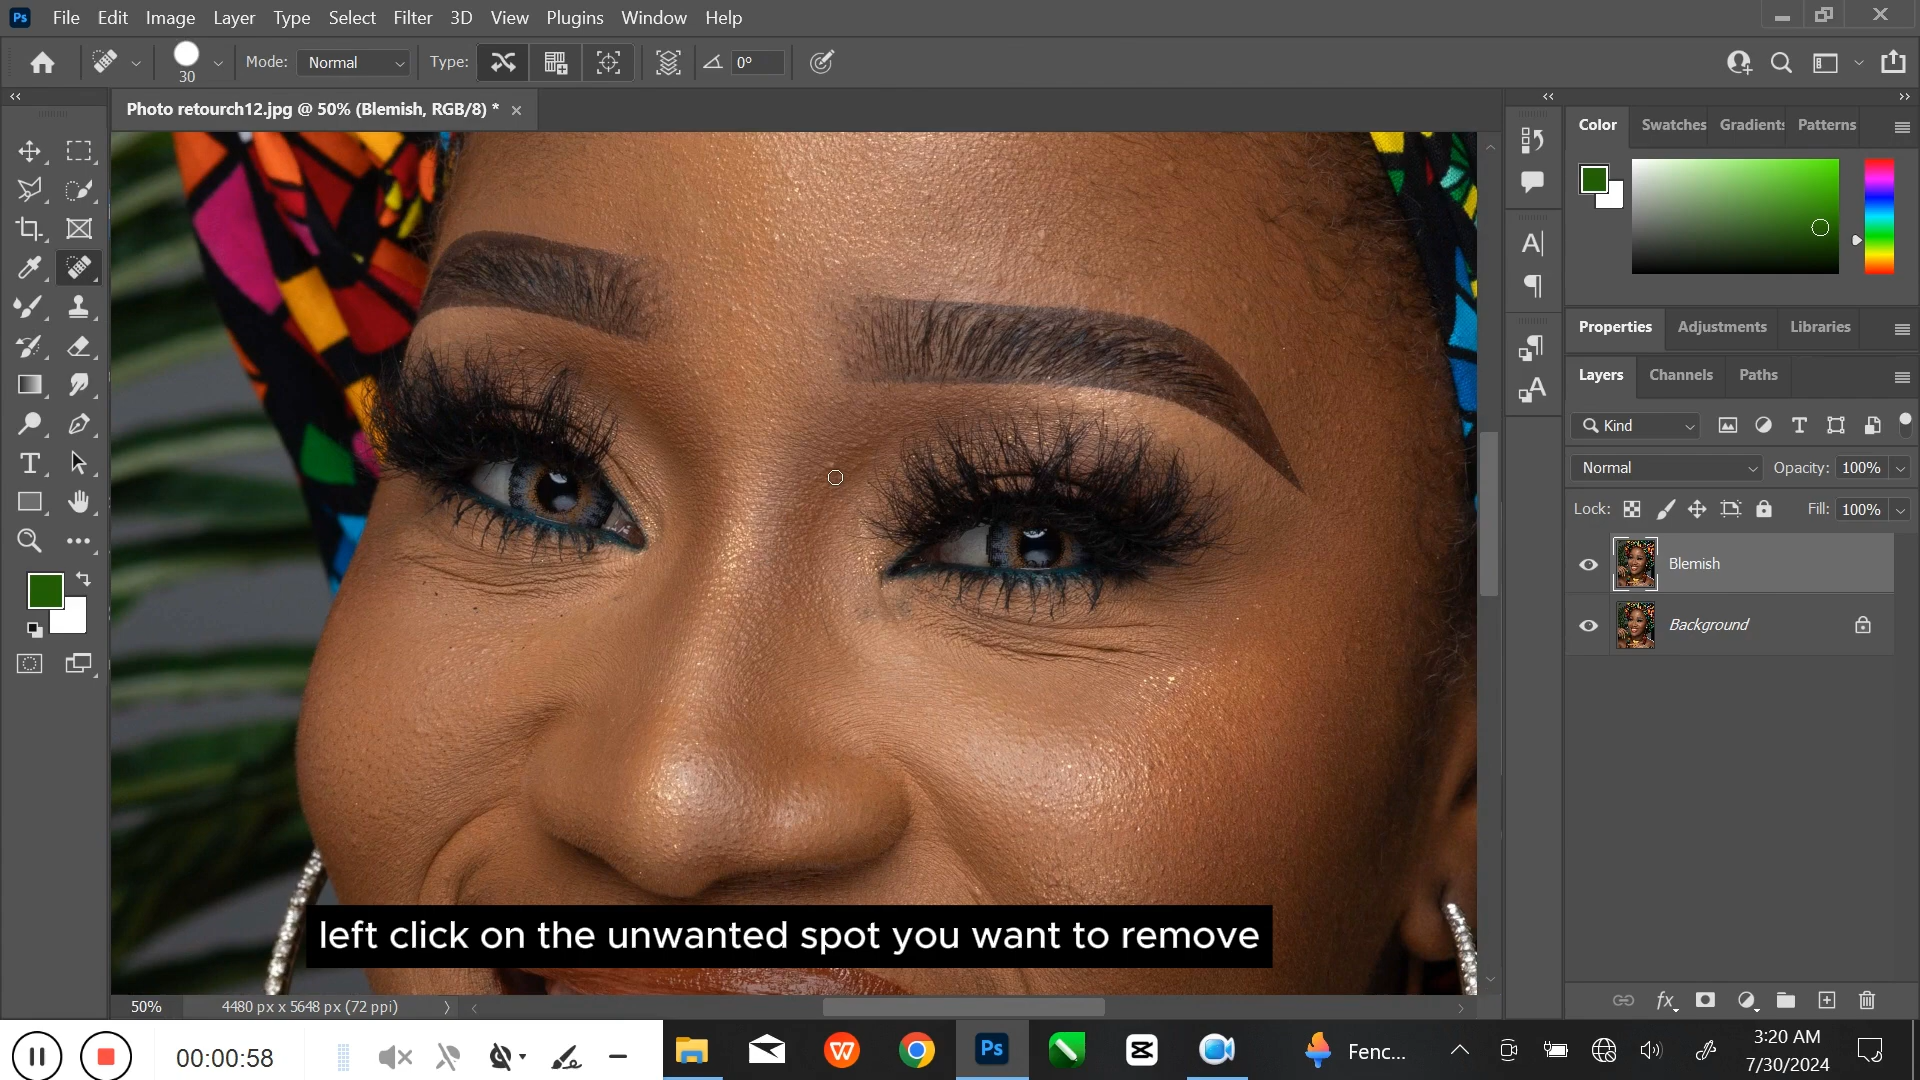 Ps File Edit Image Layer Type Select Filter 3D View Plugins Window Help
30 Mode: Normal Type: 0°
Photo retourch12.jpg @ 50% (Blemish, RGB/8) *
Color Swatches Gradients Patterns
Properties Adjustments Libraries
Layers Channels Paths
Kind
Normal Opacity: 100%
Lock: Fill: 100%
Blemish
Background
left click on the unwanted spot you want to remove
50% 4480 px x 5648 px (72 ppi)
00:00:58
Ps
Fenc...
3:20 AM
7/30/2024